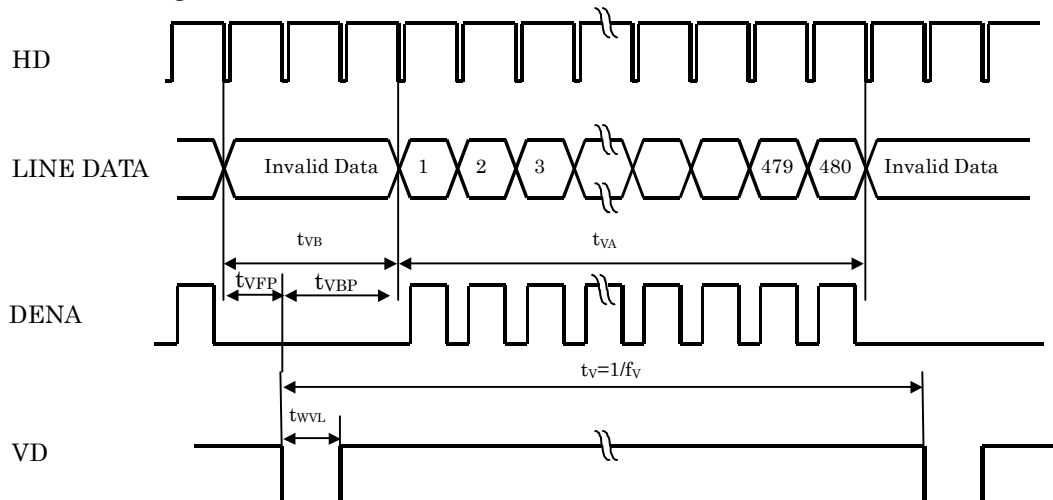 HD
LINE DATA Invalid Data 1 2 3 479 480 Invalid Data
tVB tVA
tVFP tVBP
DENA
tV=1/fV
tWVL
VD